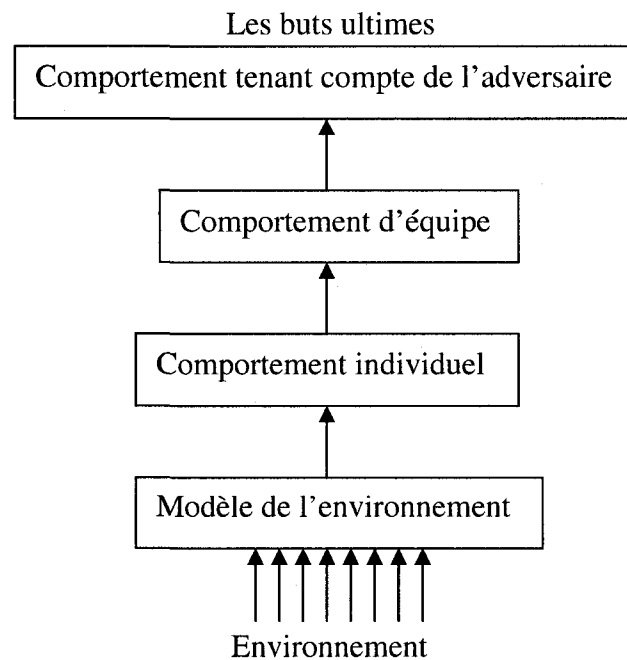 Les buts ultimes
Comportement tenant compte de l'adversaire
Comportement d'équipe
Comportement individuel
Modèle de l'environnement
Environnement